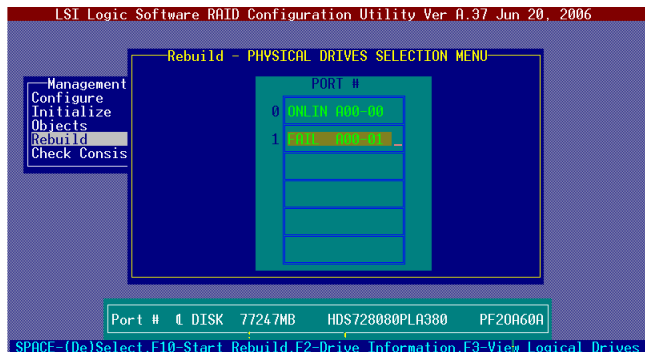 LSI Logic Software RAID Configuration Utility Ver A.37 Jun 20, 2006
Rebuild - PHYSICAL DRIVES SELECTION MENU
Management
PORT #
Configure
Initialize
Objects
Rebuild
Check Consis
0 ONLIN A00-00
1 FAIL A00-01
Port # 1 DISK 77247MB HDS728080PLA380 PF2OA60A
SPACE-(De)Select,F10-Start Rebuild,F2-Drive Information,F3-View Logical Drives